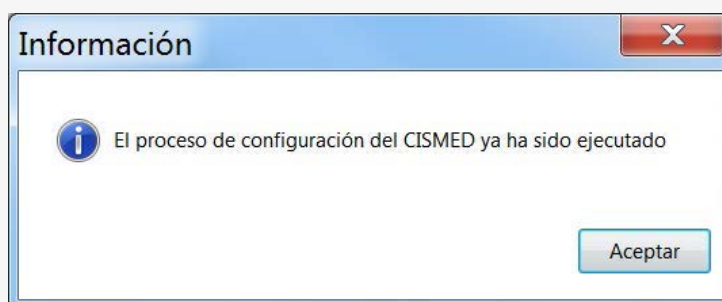 Información
El proceso de configuración del CISMED ya ha sido ejecutado
Aceptar